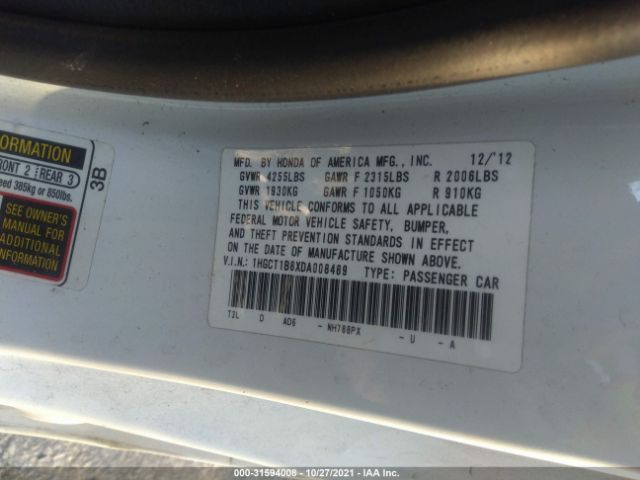 ORMATION
RONT 2 REAR 3
eed 385kg or 850lbs.
SEE OWNER'S
MANUAL FOR
ADDITIONAL
INFORMATION
3B
MFD. BY HONDA OF AMERICA MFG., INC. 12/'12
GVWR 4255LBS GAWR F 2315LBS R 2006LBS
GVWR 1930KG GAWR F 1050KG R 910KG
THIS VEHICLE CONFORMS TO ALL APPLICABLE
FEDERAL MOTOR VEHICLE SAFETY, BUMPER,
AND THEFT PREVENTION STANDARDS IN EFFECT
ON THE DATE OF MANUFACTURE SHOWN ABOVE.
V.I.N.: 1HGCT1B8XDA008489 TYPE: PASSENGER CAR
T2L D AD6 - NH788PX - U - A
000-31594008 - 10/27/2021 - IAA Inc.